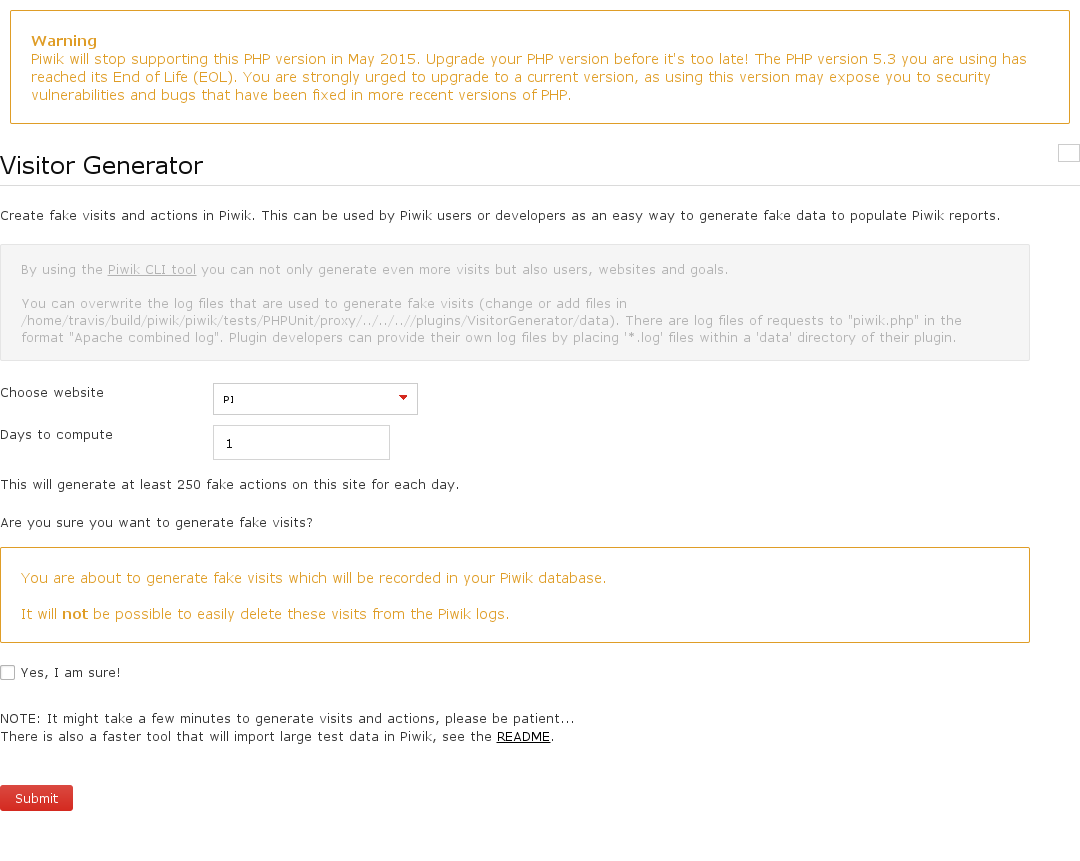 Warning
Piwik will stop supporting this PHP version in May 2015. Upgrade your PHP version before it's too late! The PHP version 5.3 you are using has
reached its End of Life (EOL). You are strongly urged to upgrade to a current version, as using this version may expose you to security
vulnerabilities and bugs that have been fixed in more recent versions of PHP.
Visitor Generator
Create fake visits and actions in Piwik. This can be used by Piwik users or developers as an easy way to generate fake data to populate Piwik reports.
By using the Piwik CLI tool you can not only generate even more visits but also users, websites and goals.
You can overwrite the log files that are used to generate fake visits (change or add files in
/home/travis/build/piwik/piwik/tests/PHPUnit/proxy/../../..//plugins/VisitorGenerator/data). There are log files of requests to "piwik.php" in the
format "Apache combined log". Plugin developers can provide their own log files by placing '*.log' files within a 'data' directory of their plugin.
Choose website
PI
Days to compute
1
This will generate at least 250 fake actions on this site for each day.
Are you sure you want to generate fake visits?
You are about to generate fake visits which will be recorded in your Piwik database.
It will not be possible to easily delete these visits from the Piwik logs.
Yes, I am sure!
NOTE: It might take a few minutes to generate visits and actions, please be patient...
There is also a faster tool that will import large test data in Piwik, see the README.
Submit